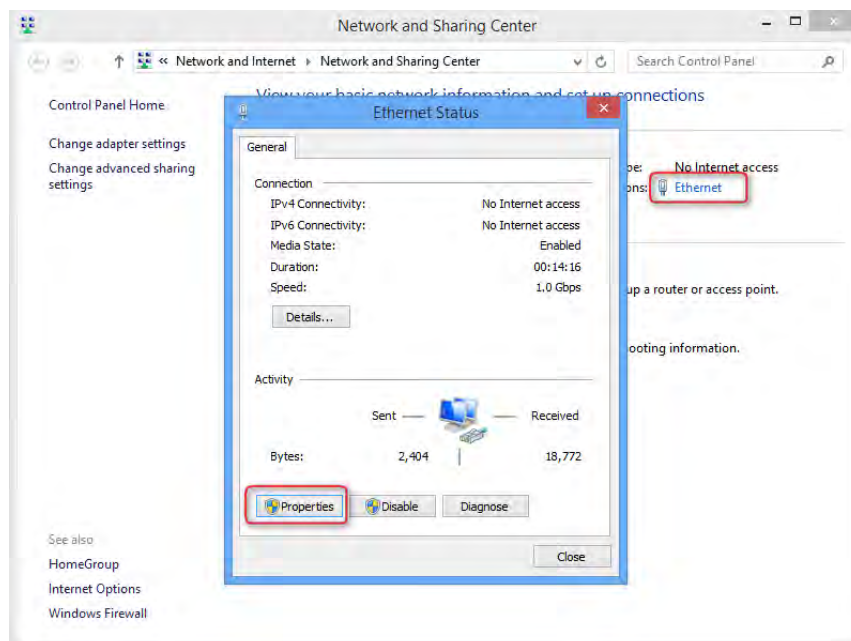 Network and Sharing Center
« Network and Internet Network and Sharing Center
Search Control Panel
Control Panel Home
Change adapter settings
Change advanced sharing
settings
See also
HomeGroup
Internet Options
Windows Firewall
View your basic network information and set up connections
No Internet access
Ethernet
up a router or access point.
ooting information.
Ethernet Status
General
Connection
IPv4 Connectivity: No Internet access
IPv6 Connectivity: No Internet access
Media State: Enabled
Duration: 00:14:16
Speed: 1.0 Gbps
Details...
Activity
Sent Received
Bytes: 2,404 18,772
Properties Disable Diagnose
Close